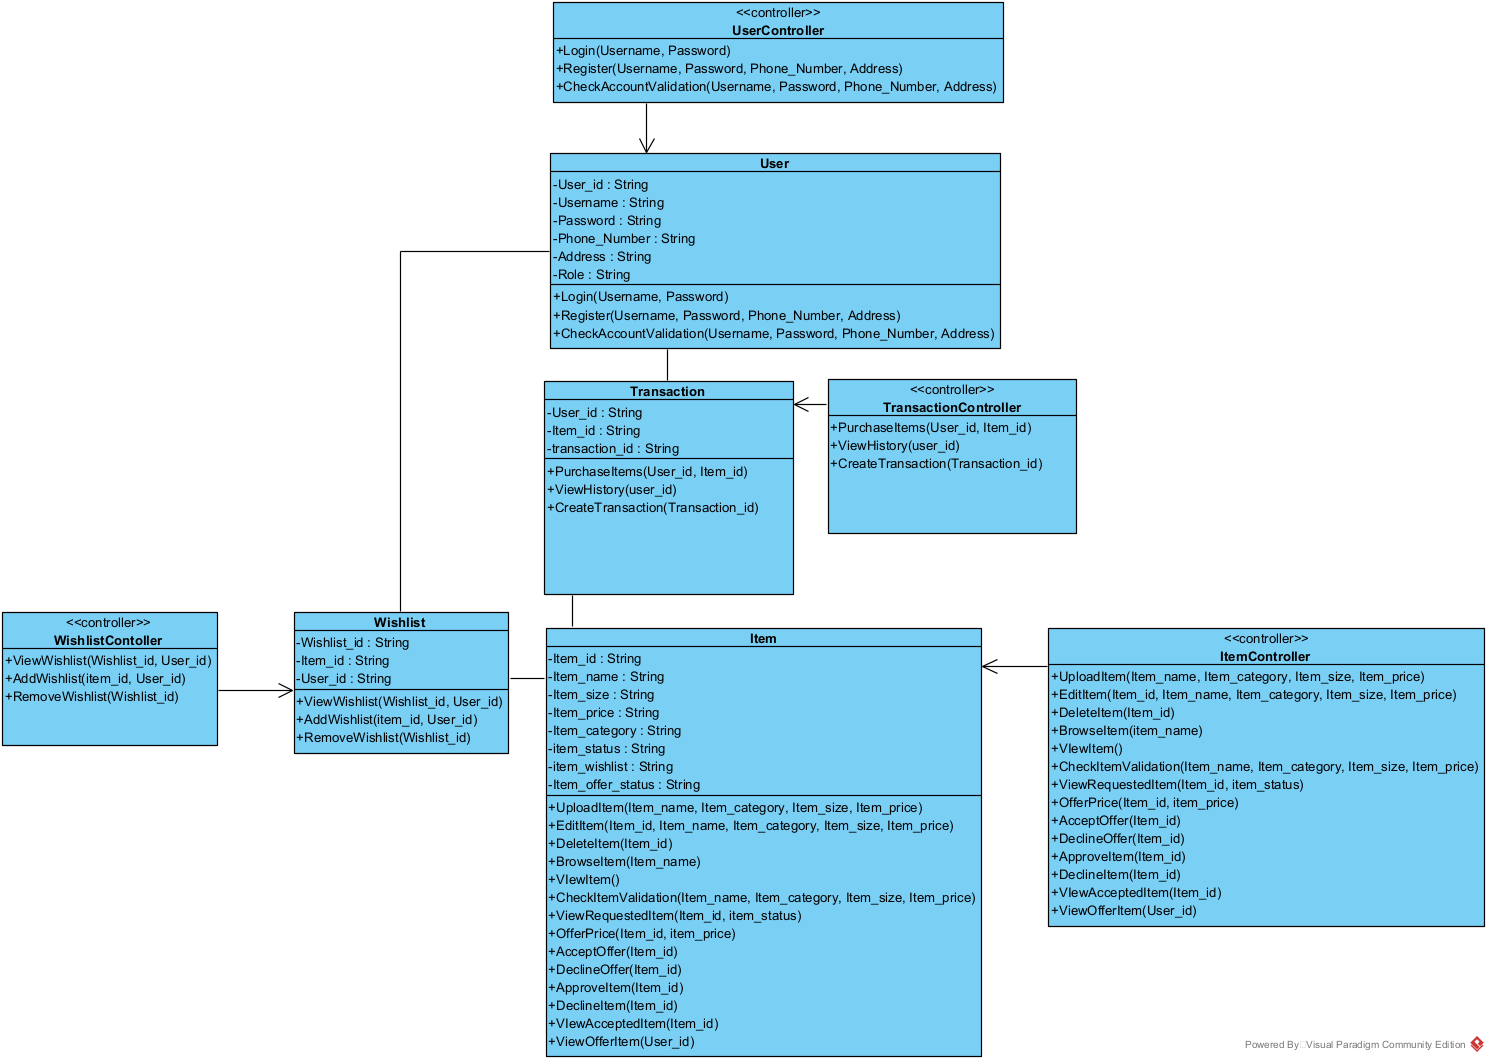 <<controller>>
UserController
+Login(Username, Password)
+Register(Username, Password, Phone_Number, Address)
+CheckAccountValidation(Username, Password, Phone_Number, Address)
User
-User_id : String
-Username : String
-Password : String
-Phone_Number : String
-Address : String
-Role : String
+Login(Username, Password)
+Register(Username, Password, Phone_Number, Address)
+CheckAccountValidation(Username, Password, Phone_Number, Address)
Transaction
-User_id : String
-Item_id : String
-transaction_id : String
+PurchaseItems(User_id, Item_id)
+ViewHistory(user_id)
+CreateTransaction(Transaction_id)
<<controller>>
TransactionController
+PurchaseItems(User_id, Item_id)
+ViewHistory(user_id)
+CreateTransaction(Transaction_id)
<<controller>>
WishlistContoller
+ViewWishlist(Wishlist_id, User_id)
+AddWishlist(item_id, User_id)
+RemoveWishlist(Wishlist_id)
Wishlist
-Wishlist_id : String
-Item_id : String
-User_id : String
+ViewWishlist(Wishlist_id, User_id)
+AddWishlist(item_id, User_id)
+RemoveWishlist(Wishlist_id)
Item
-Item_id : String
-Item_name : String
-Item_size : String
-Item_price : String
-Item_category : String
-item_status : String
-item_wishlist : String
-Item_offer_status : String
+UploadItem(Item_name, Item_category, Item_size, Item_price)
+EditItem(Item_id, Item_name, Item_category, Item_size, Item_price)
+DeleteItem(Item_id)
+BrowseItem(Item_name)
+VIewItem()
+CheckItemValidation(Item_name, Item_category, Item_size, Item_price)
+ViewRequestedItem(Item_id, item_status)
+OfferPrice(Item_id, item_price)
+AcceptOffer(Item_id)
+DeclineOffer(Item_id)
+ApproveItem(Item_id)
+DeclineItem(Item_id)
+VIewAcceptedItem(Item_id)
+ViewOfferItem(User_id)
<<controller>>
ItemController
+UploadItem(Item_name, Item_category, Item_size, Item_price)
+EditItem(Item_id, Item_name, Item_category, Item_size, Item_price)
+DeleteItem(Item_id)
+BrowseItem(item_name)
+VIewItem()
+CheckItemValidation(Item_name, Item_category, Item_size, Item_price)
+ViewRequestedItem(Item_id, item_status)
+OfferPrice(Item_id, item_price)
+AcceptOffer(Item_id)
+DeclineOffer(Item_id)
+ApproveItem(Item_id)
+DeclineItem(Item_id)
+VIewAcceptedItem(Item_id)
+ViewOfferItem(User_id)
Powered By Visual Paradigm Community Edition